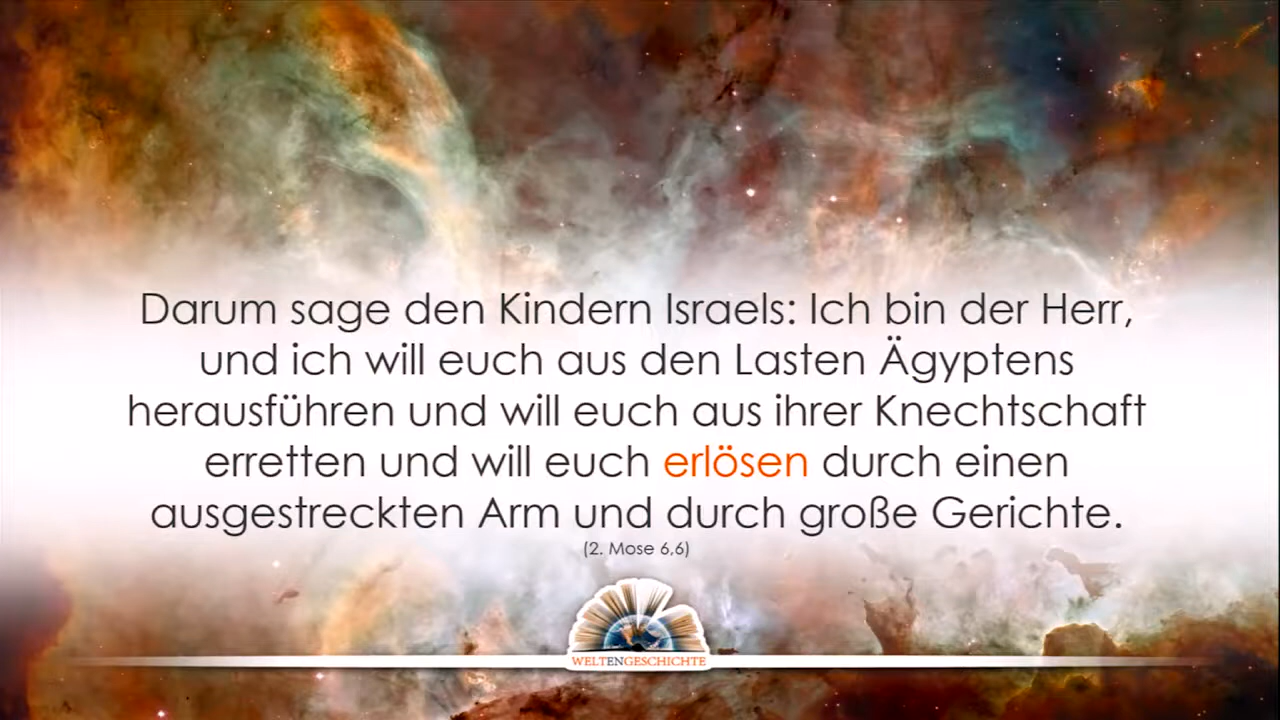 Darum sage den Kindern Israels: Ich bin der Herr,
und ich will euch aus den Lasten Ägyptens
herausführen und will euch aus ihrer Knechtschaft
erretten und will euch erlösen durch einen
ausgestreckten Arm und durch große Gerichte.
(2. Mose 6,6)
WELTENGESCHICHTE